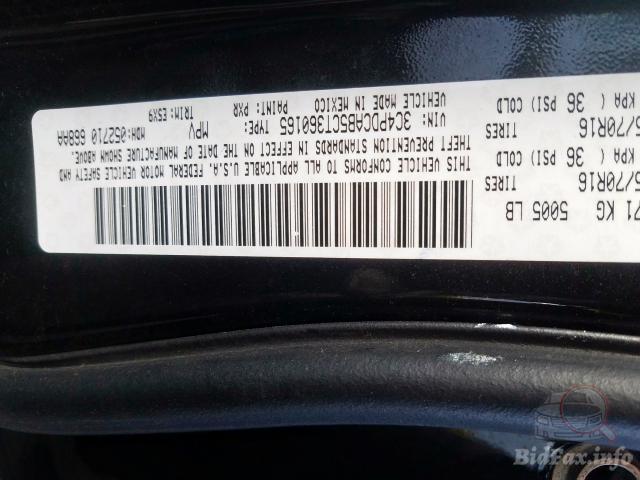 71 KG 5005 LB
TIRES 5/70R16
KPA ( 36 PSI) COLD
TIRES 5/70R16
KPA ( 36 PSI) COLD
THIS VEHICLE CONFORMS TO ALL APPLICABLE U.S.A. FEDERAL MOTOR VEHICLE SAFETY AND
THEFT PREVENTION STANDARDS IN EFFECT ON THE DATE OF MANUFACTURE SHOWN ABOVE.
VIN: 3C4PDCAB5CT360165 TYPE: MPV MDH:052710 668AA
VEHICLE MADE IN MEXICO PAINT: PXR TRIM: ESX9
BidFax.info